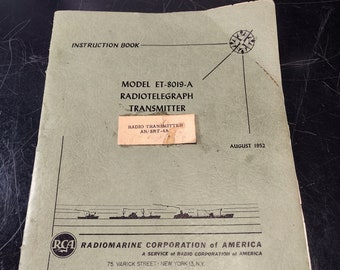 INSTRUCTION BOOK
MODEL ET-8019-A
RADIOTELEGRAPH
TRANSMITTER
RADIO TRANSMITTER
AN-SRT-4A
AUGUST 1952
RCA
RADIOMARINE CORPORATION of AMERICA
A SERVICE of RADIO CORPORATION of AMERICA
75 VARICK STREET · NEW YORK 13, N.Y.